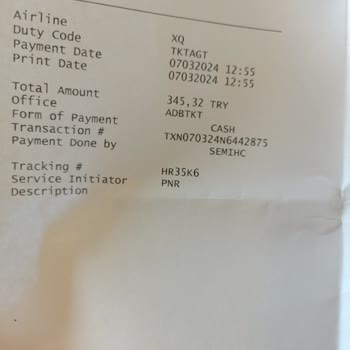 Airline XQ
Duty Code TKTAGT
Payment Date 07032024 12:55
Print Date 07032024 12:55
Total Amount 345,32 TRY
Office ADBTKT
Form of Payment CASH
Transaction # TXN070324N6442875
Payment Done by SEMIHC
Tracking # HR35K6
Service Initiator PNR
Description